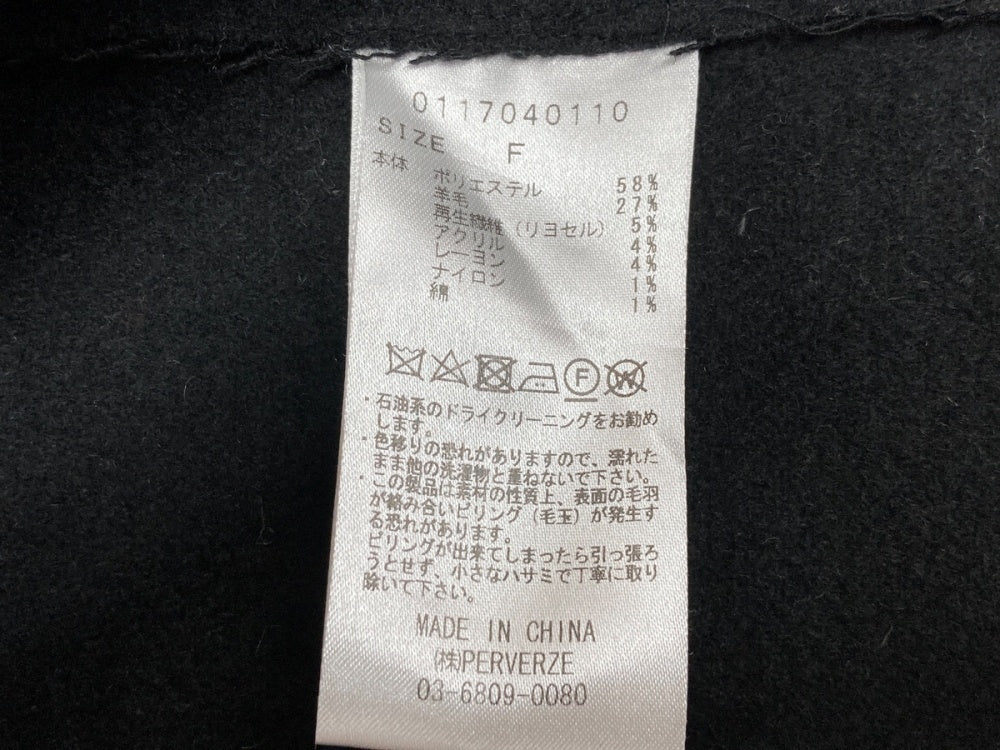 0117040110
SIZE F
本体 ポリエステル 58%
羊毛 27%
再生繊維（リヨセル） 5%
アクリル 4%
レーヨン 4%
ナイロン 1%
綿 1%
F W
・石油系のドライクリーニングをお勧め
します。
・色移りの恐れがありますので、濡れた
まま他の洗濯物と重ねないで下さい。
・この製品は素材の性質上、表面の毛羽
が絡み合いピリング（毛玉）が発生す
る恐れがあります。
ピリングが出来てしまったら引っ張ろ
うとせず、小さなハサミで丁寧に取り
除いて下さい。
MADE IN CHINA
㈱PERVERZE
03-6809-0080